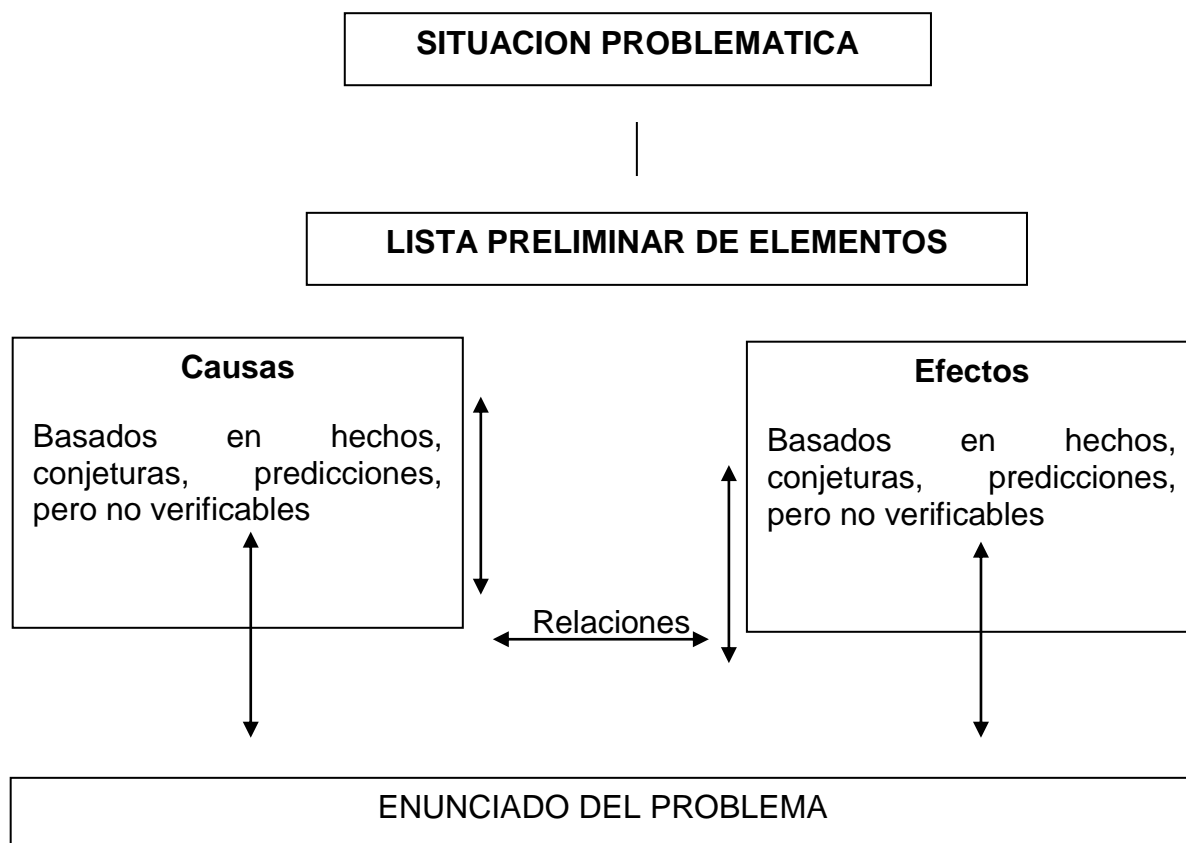 SITUACION PROBLEMATICA
LISTA PRELIMINAR DE ELEMENTOS
Causas
Basados en hechos,
conjeturas, predicciones,
pero no verificables
Efectos
Basados en hechos,
conjeturas, predicciones,
pero no verificables
Relaciones
ENUNCIADO DEL PROBLEMA